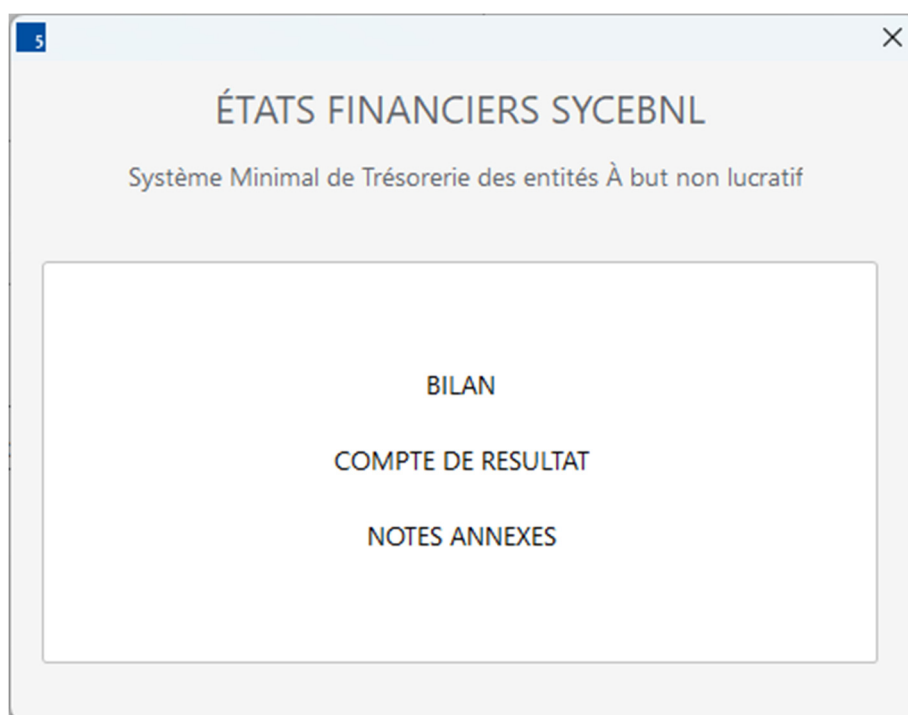 5
ÉTATS FINANCIERS SYCEBNL
Système Minimal de Trésorerie des entités À but non lucratif
BILAN
COMPTE DE RESULTAT
NOTES ANNEXES